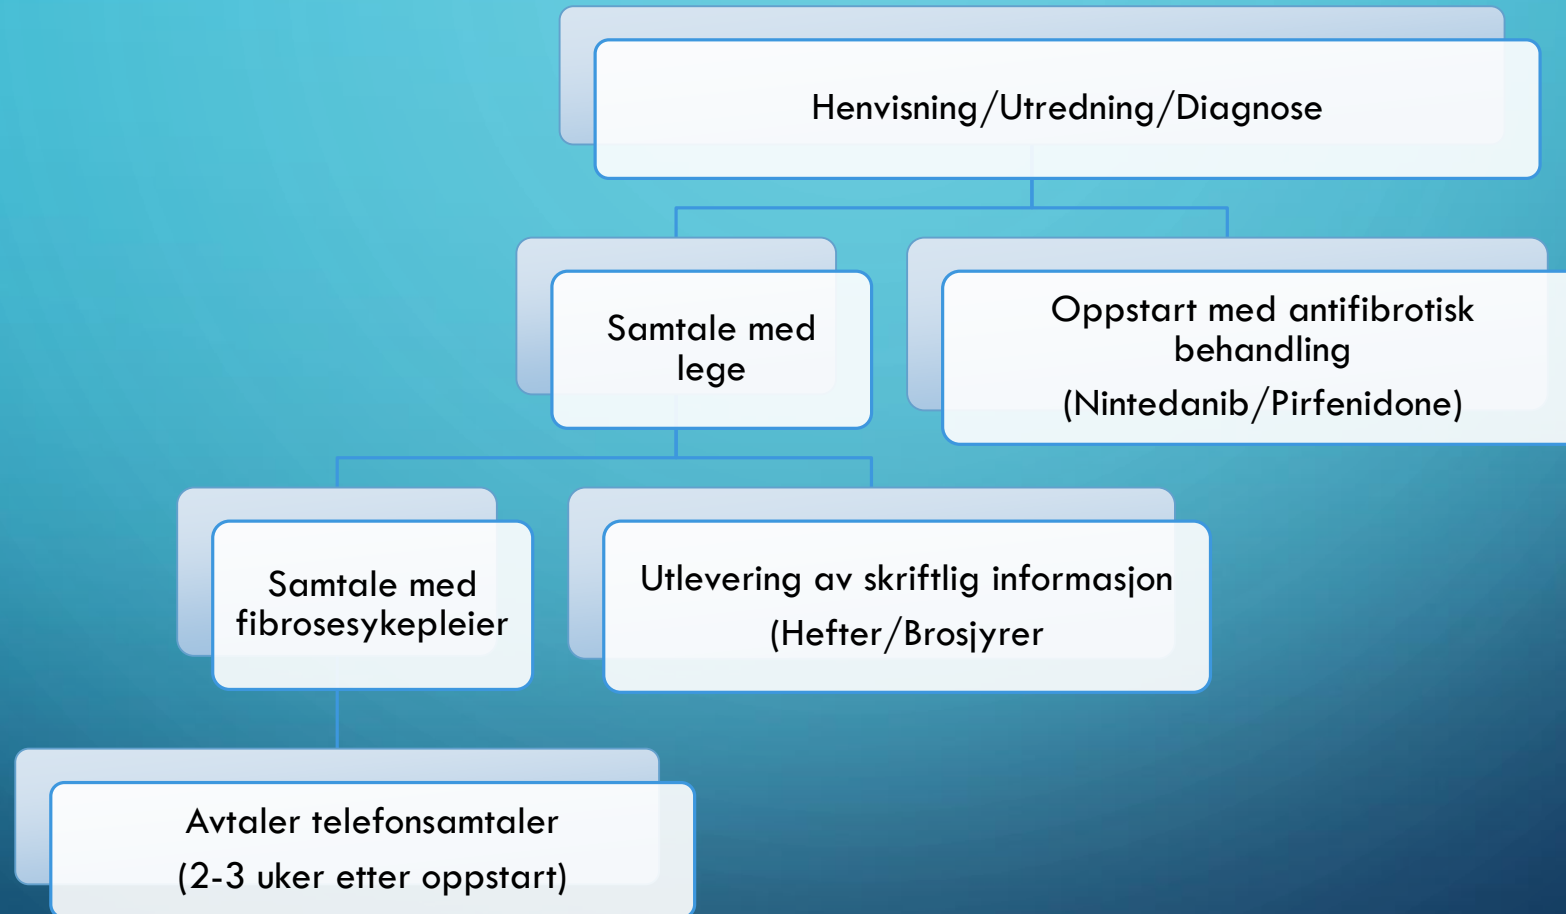 Henvisning/Utredning/Diagnose
Samtale med
lege
Oppstart med antifibrotisk
behandling
(Nintedanib/Pirfenidone)
Samtale med
fibrosesykepleier
Utlevering av skriftlig informasjon
(Hefter/Brosjyrer
Avtaler telefonsamtaler
(2-3 uker etter oppstart)